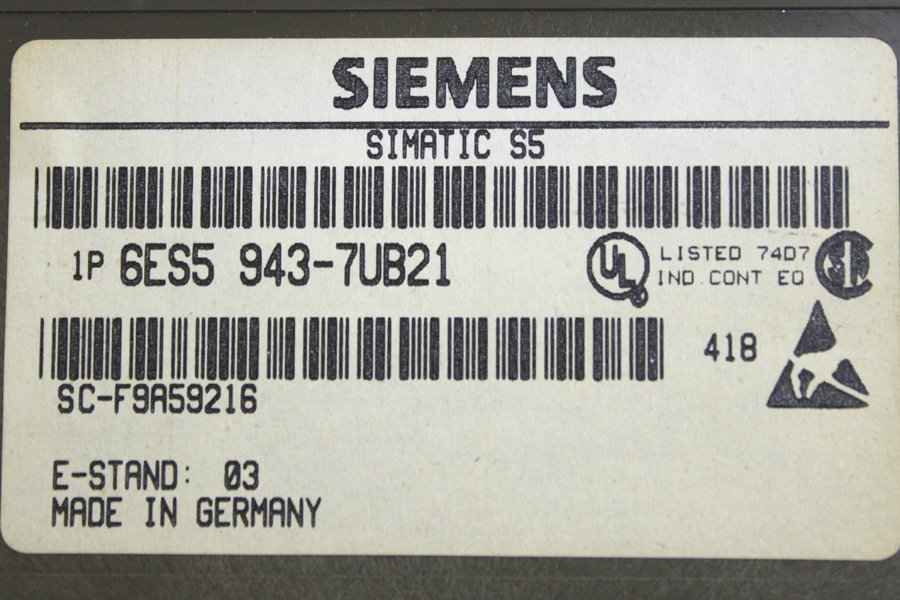 SIEMENS
SIMATIC S5
1P 6ES5 943-7UB21
UL LISTED 74D7
IND.CONT EQ
418
SC-F9A59216
E-STAND: 03
MADE IN GERMANY